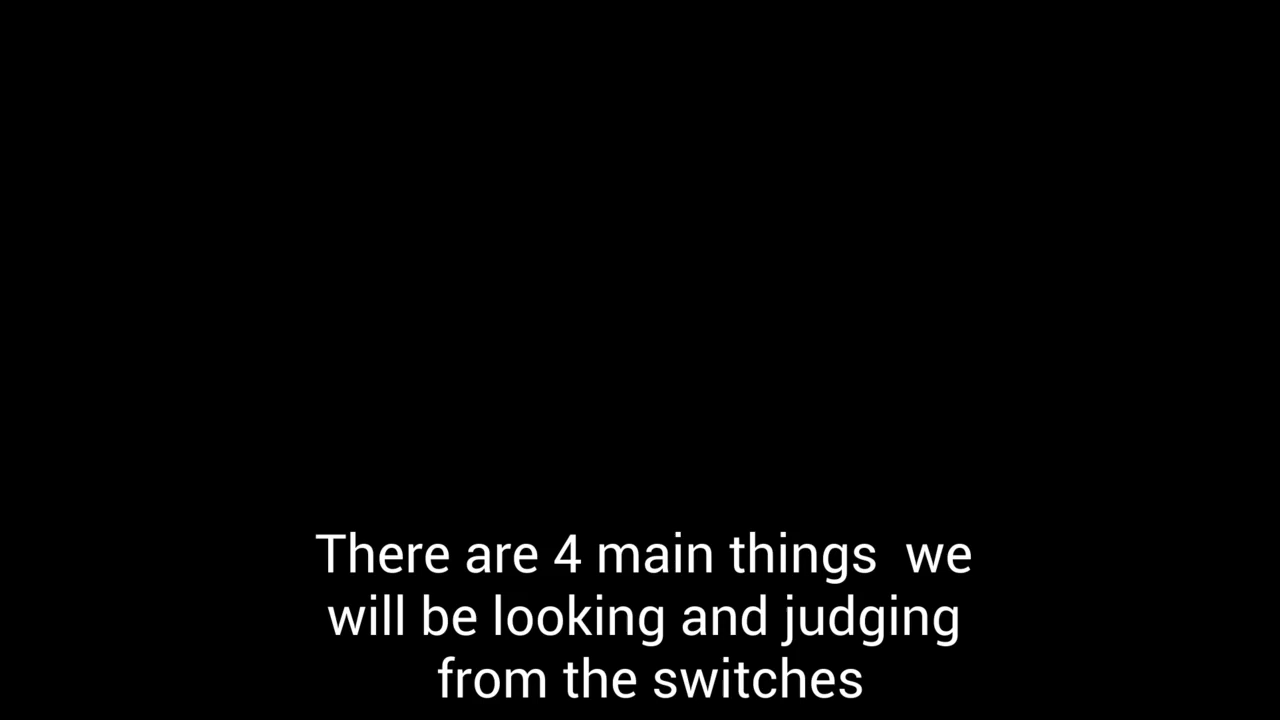 There are 4 main things  we
will be looking and judging
from the switches